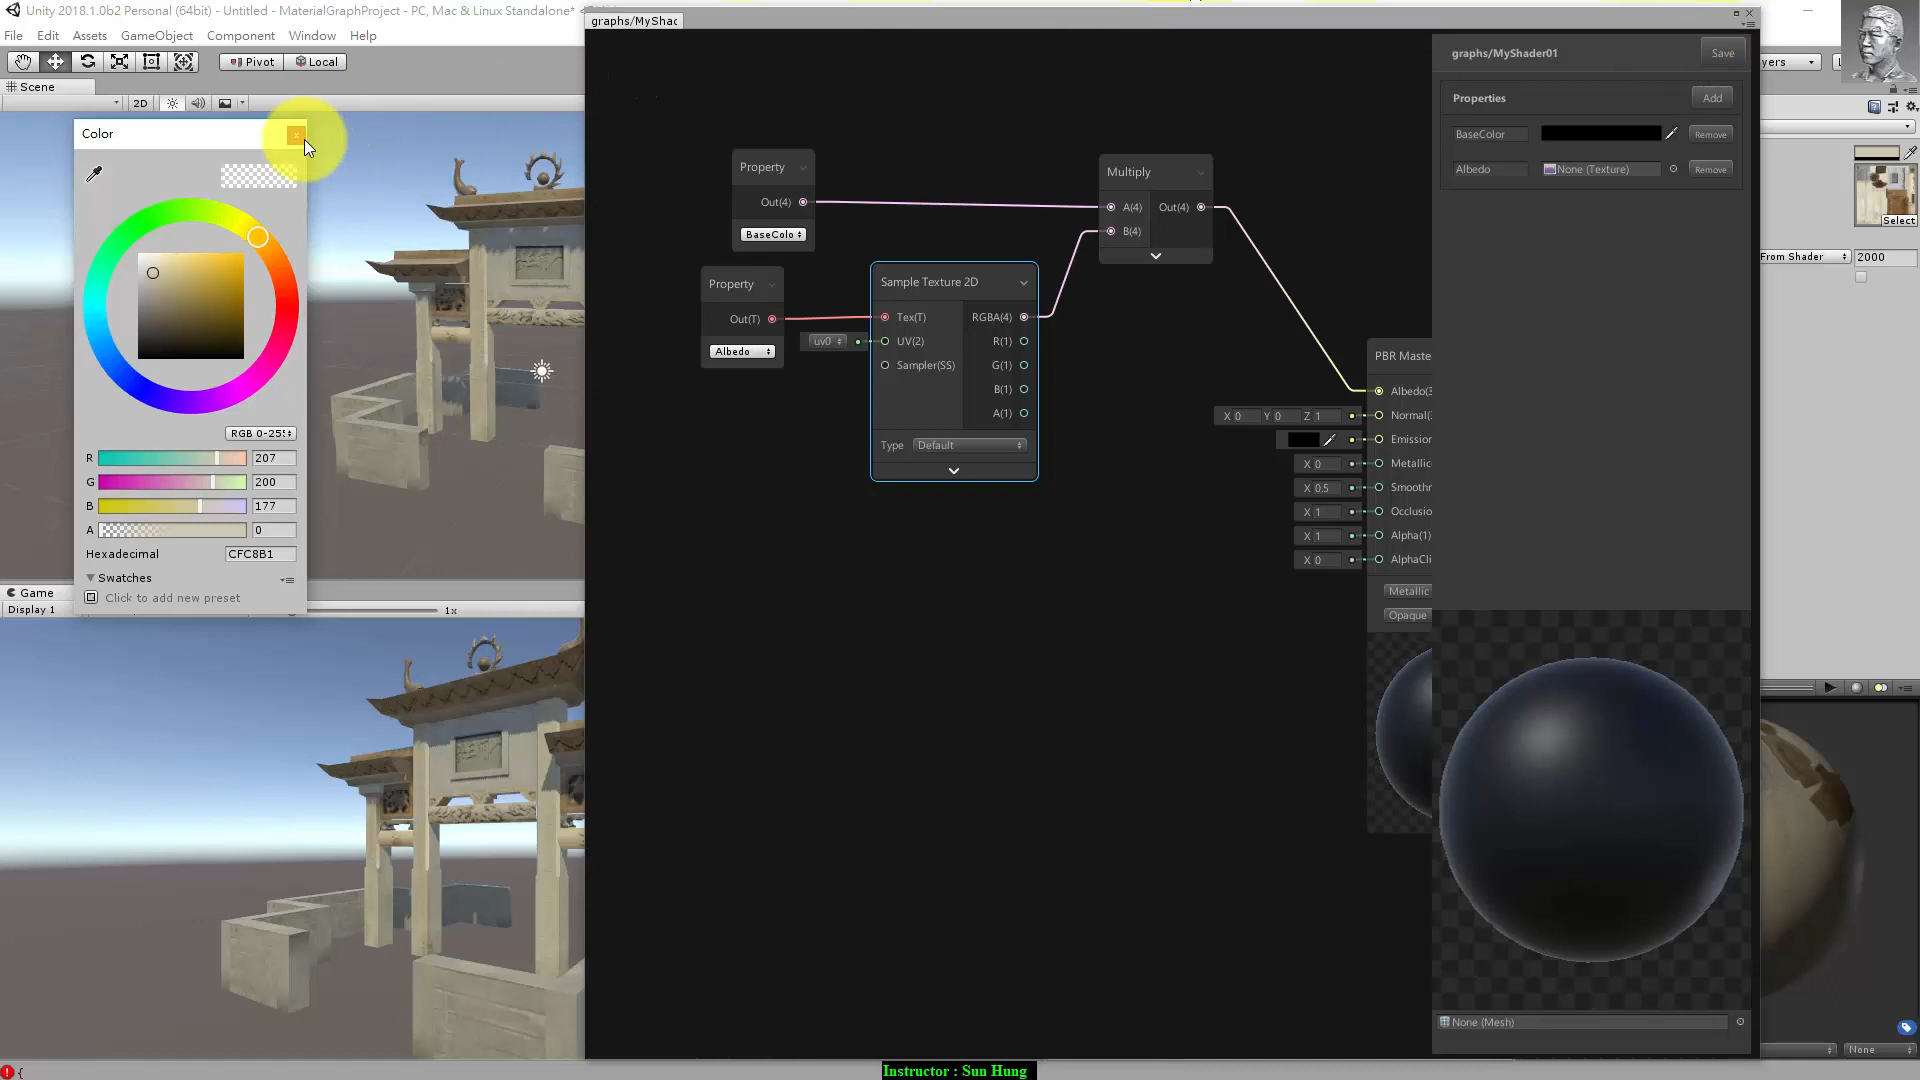 Unity 2018.1.0b2 Personal (64bit) - Untitled - MaterialGraphProject - PC, Mac & Linux Standalone*
File Edit Assets GameObject Component Window Help
Pivot Local
Scene
2D
Color
RGB 0-25
R 207
G 200
B 177
A 0
Hexadecimal CFC8B1
Swatches
Click to add new preset
Game
Display 1
1x
graphs/MyShac
Property
Out(4)
BaseColo
Property
Out(T)
Albedo
uv0
Sample Texture 2D
Tex(T) RGBA(4)
UV(2) R(1)
Sampler(SS) G(1)
B(1)
A(1)
Type Default
Multiply
A(4) Out(4)
B(4)
PBR Maste
Albedo(3
X 0 Y 0 Z 1 Normal(
Emission
X 0 Metallic
X 0.5 Smooth
X 1 Occlusio
X 1 Alpha(1)
X 0 AlphaCli
Metallic
Opaque
graphs/MyShader01 Save
Properties Add
BaseColor Remove
Albedo None (Texture) Remove
None (Mesh)
yers
Select
From Shader 2000
None
Instructor : Sun Hung
{